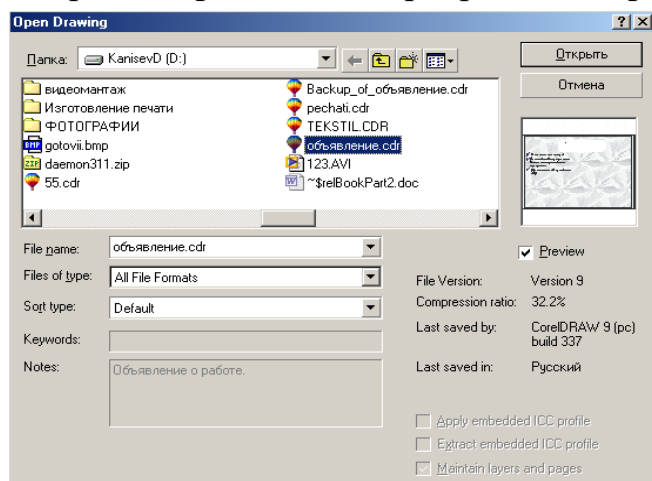 Open Drawing
Папка: KanisevD (D:)
Открыть
Отмена
видеомантаж
Изготовление печати
ФОТОГРАФИИ
gotovii.bmp
daemon311.zip
55.cdr
Backup_of_объявление.cdr
pechati.cdr
TEKSTIL.CDR
объявление.cdr
123.AVI
~$relBookPart2.doc
File name: объявление.cdr
Files of type: All File Formats
Sort type: Default
Keywords:
Notes: Объявление о работе.
Preview
File Version: Version 9
Compression ratio: 32.2%
Last saved by: CorelDRAW 9 (pc)
build 337
Last saved in: Русский
Apply embedded ICC profile
Extract embedded ICC profile
Maintain layers and pages